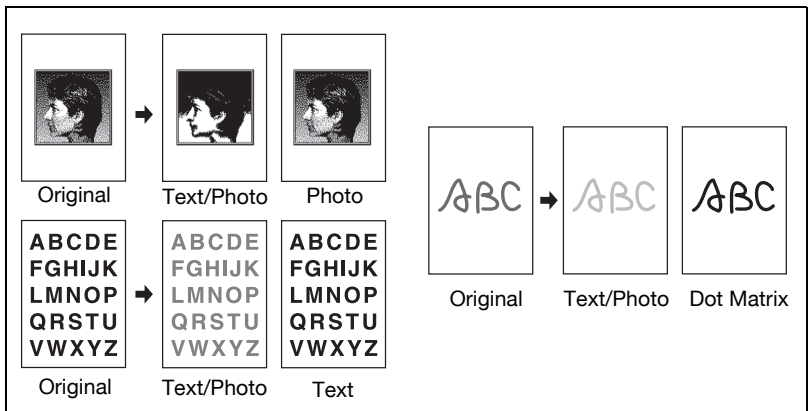 Original Text/Photo Photo
ABCDE ABCDE ABCDE
FGHIJK FGHIJK FGHIJK
LMNOP LMNOP LMNOP
QRSTU QRSTU QRSTU
VWXYZ VWXYZ VWXYZ
Original Text/Photo Text
ABC ABC ABC
Original Text/Photo Dot Matrix